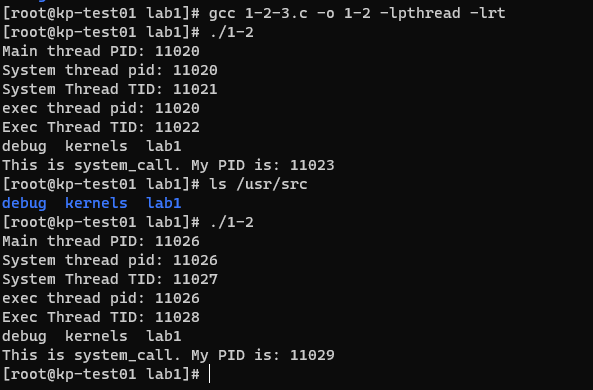 [root@kp-test01 lab1]# gcc 1-2-3.c -o 1-2 -lpthread -lrt
[root@kp-test01 lab1]# ./1-2
Main thread PID: 11020
System thread pid: 11020
System Thread TID: 11021
exec thread pid: 11020
Exec Thread TID: 11022
debug  kernels  lab1
This is system_call. My PID is: 11023
[root@kp-test01 lab1]# ls /usr/src
debug  kernels  lab1
[root@kp-test01 lab1]# ./1-2
Main thread PID: 11026
System thread pid: 11026
System Thread TID: 11027
exec thread pid: 11026
Exec Thread TID: 11028
debug  kernels  lab1
This is system_call. My PID is: 11029
[root@kp-test01 lab1]#